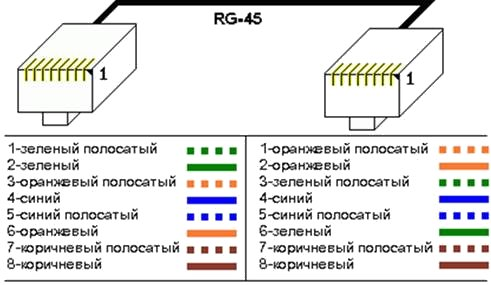 RG-45
1
1
1-зеленый полосатый
2-зеленый
3-оранжевый полосатый
4-синий
5-синий полосатый
6-оранжевый
7-коричневый полосатый
8-коричневый
1-оранжевый полосатый
2-оранжевый
3-зеленый полосатый
4-синий
5-синий полосатый
6-зеленый
7-коричневый полосатый
8-коричневый